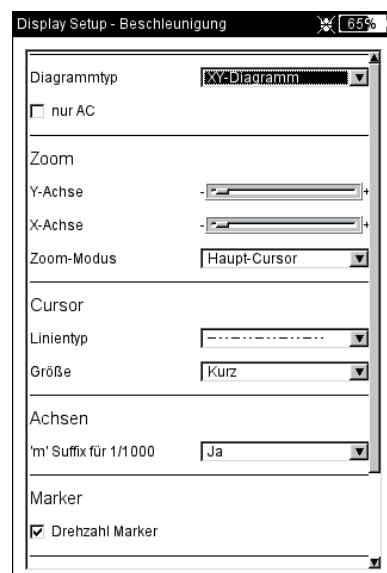 Display Setup - Beschleunigung 65%
Diagrammtyp XY-Diagramm
nur AC
Zoom
Y-Achse - +
X-Achse - +
Zoom-Modus Haupt-Cursor
Cursor
Linientyp
Größe Kurz
Achsen
'm' Suffix für 1/1000 Ja
Marker
Drehzahl Marker